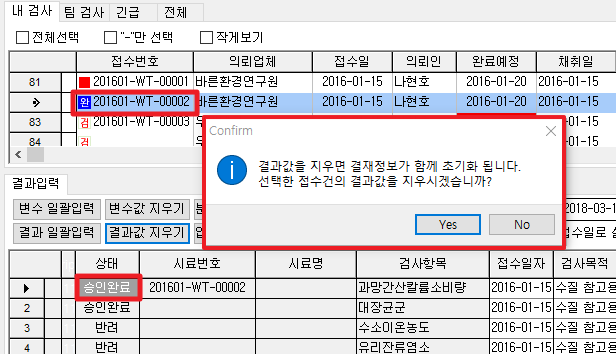 내 검사 팀 검사 긴급 전체
전체선택 "-"만 선택 작게보기
접수번호 의뢰업체 접수일 의뢰인 완료예정 채취일
81 201601-WT-00001 바른환경연구원 2016-01-15 나현호 2016-01-20 2016-01-15
완 201601-WT-00002 바른환경연구원 2016-01-15 나현호 2016-01-20 2016-01-15
83 검 201601-WT-00003
84 검
Confirm
결과값을 지우면 결재정보가 함께 초기화 됩니다.
선택한 접수건의 결과값을 지우시겠습니까?
Yes No
결과입력
변수 일괄입력 변수값 지우기 2018-03-1
결과 일괄입력 결과값 지우기 접수일로
상태 시료번호 시료명 검사항목 접수일자 검사목적
승인완료 201601-WT-00002 과망간산칼륨소비량 2016-01-15 수질 참고용
2 승인완료 대장균군 2016-01-15 수질 참고용
3 반려 수소이온농도 2016-01-15 수질 참고용
4 반려 유리잔류염소 2016-01-15 수질 참고용